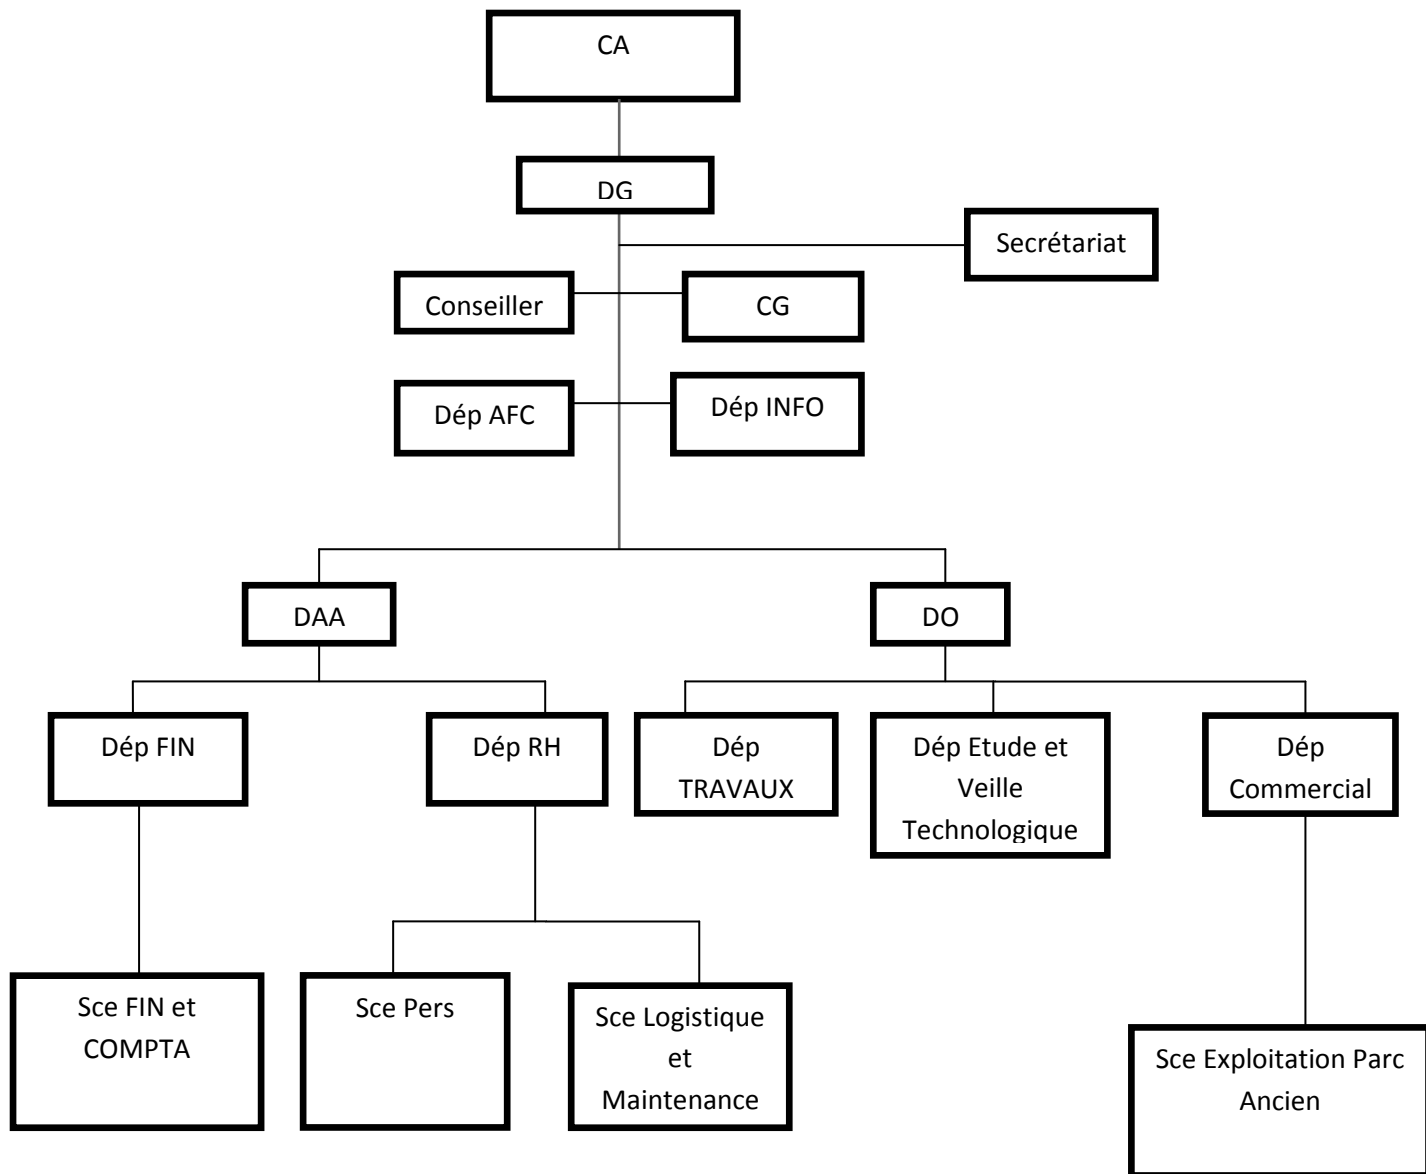 CA
DG
Secrétariat
Conseiller
CG
Dép AFC
Dép INFO
DAA
DO
Dép FIN
Dép RH
Dép
TRAVAUX
Dép Etude et
Veille
Technologique
Dép
Commercial
Sce FIN et
COMPTA
Sce Pers
Sce Logistique
et
Maintenance
Sce Exploitation Parc
Ancien